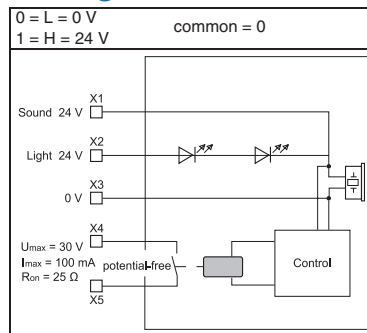 0 = L = 0 V
1 = H = 24 V
common = 0
X1
Sound 24 V
X2
Light 24 V
X3
0 V
X4
Umax = 30 V
Imax = 100 mA
Ron = 25 Ω
potential-free
Control
X5